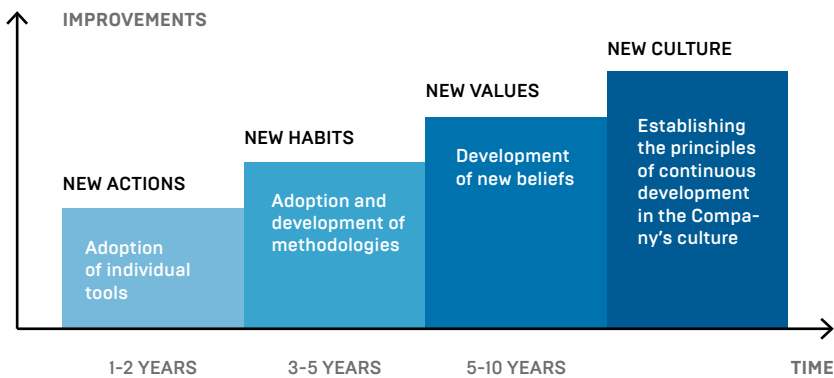 IMPROVEMENTS
NEW CULTURE
NEW VALUES
NEW HABITS
NEW ACTIONS
Adoption
of individual
tools
Adoption and
development of
methodologies
Development
of new beliefs
Establishing
the principles
of continuous
development
in the Compa-
ny's culture
1-2 YEARS
3-5 YEARS
5-10 YEARS
TIME